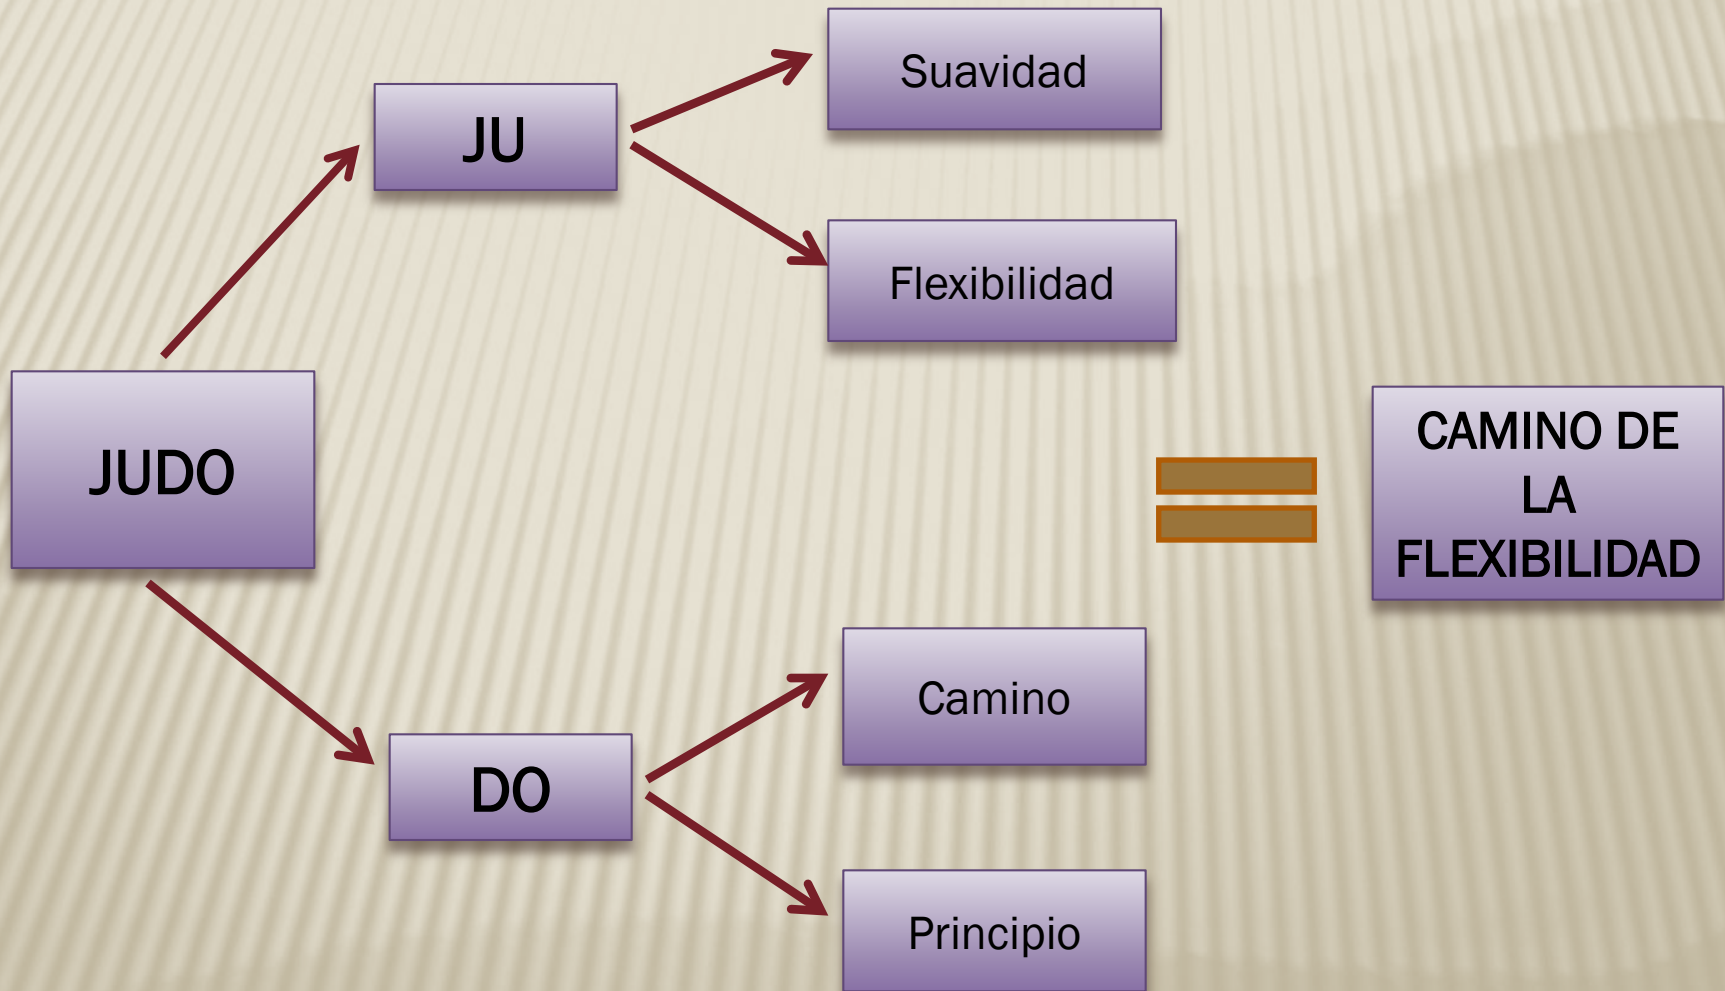 JUDO
JU
Suavidad
Flexibilidad
DO
Camino
Principio
CAMINO DE
LA
FLEXIBILIDAD